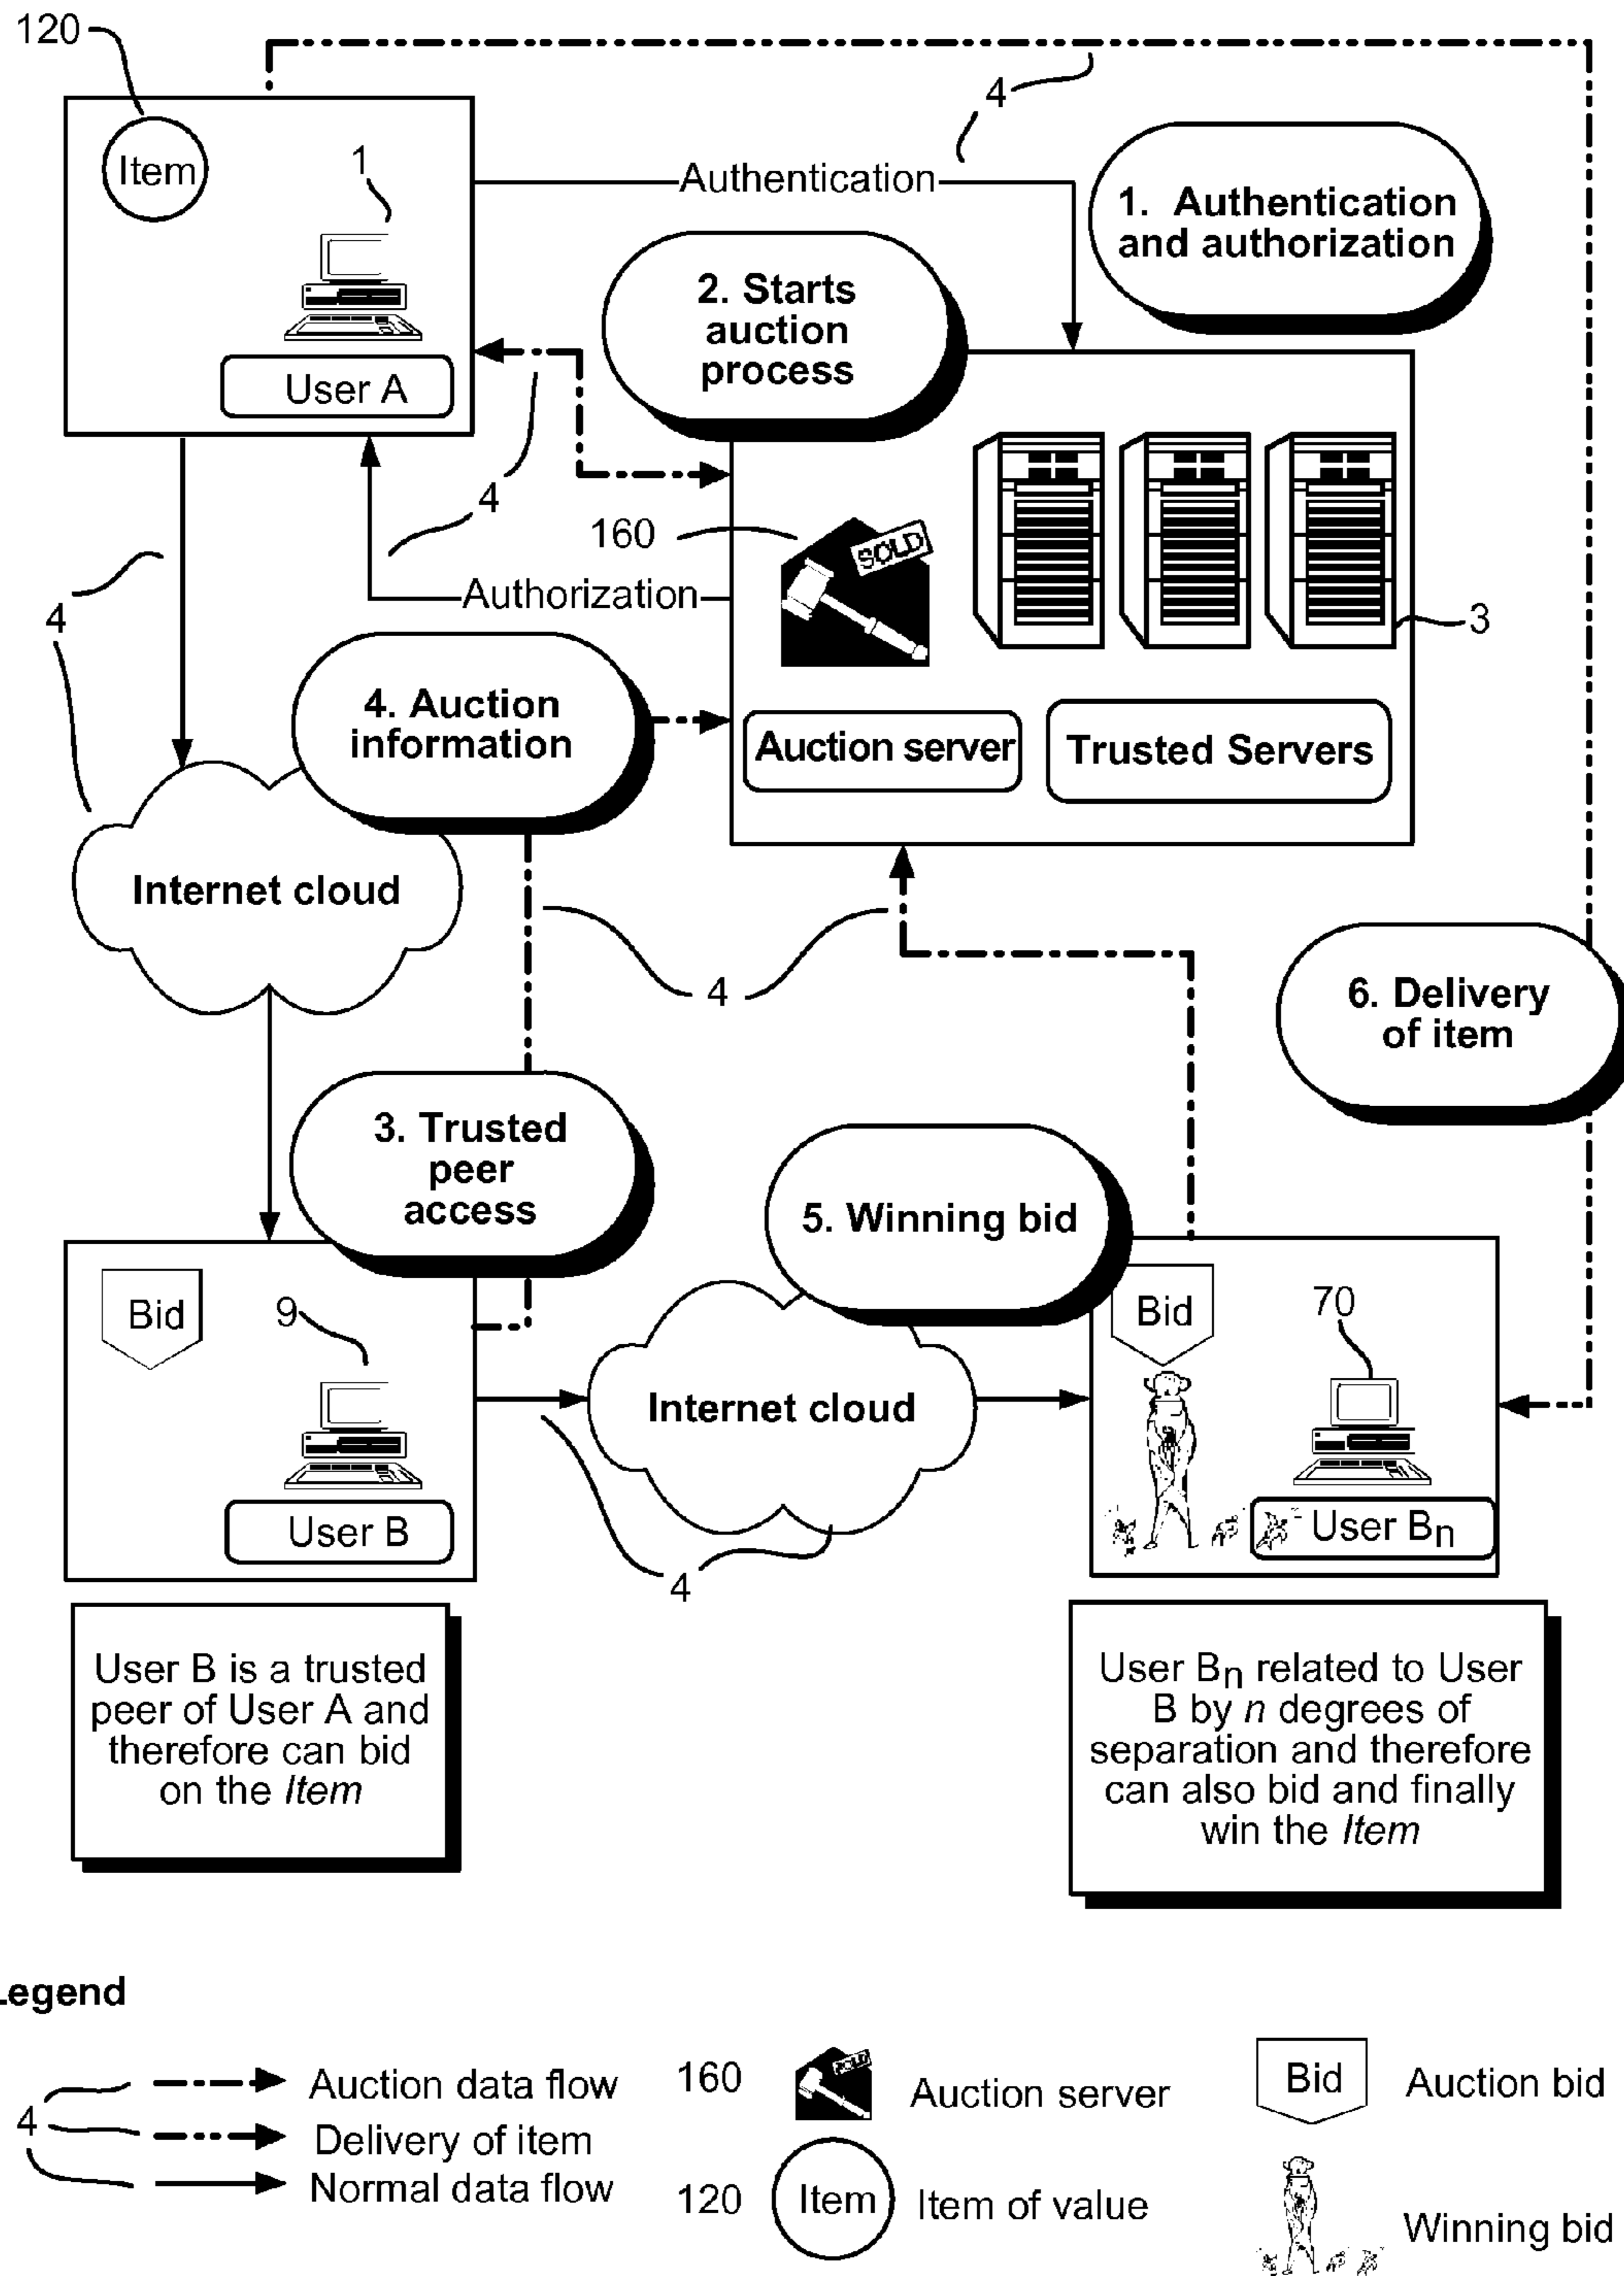 120
4
Item
1
Authentication
1. Authentication
and authorization
2. Starts
auction
process
User A
4
160
SOLD
Authorization
3
4
4. Auction
information
Auction server
Trusted Servers
Internet cloud
4
6. Delivery
of item
3. Trusted
peer
access
5. Winning bid
Bid
9
Bid
70
Internet cloud
User B
User Bn
4
User B is a trusted
peer of User A and
therefore can bid
on the Item
User Bn related to User
B by n degrees of
separation and therefore
can also bid and finally
win the Item
Legend
4
Auction data flow
Delivery of item
Normal data flow
160
SOLD
Auction server
120
Item
Item of value
Bid
Auction bid
Winning bid